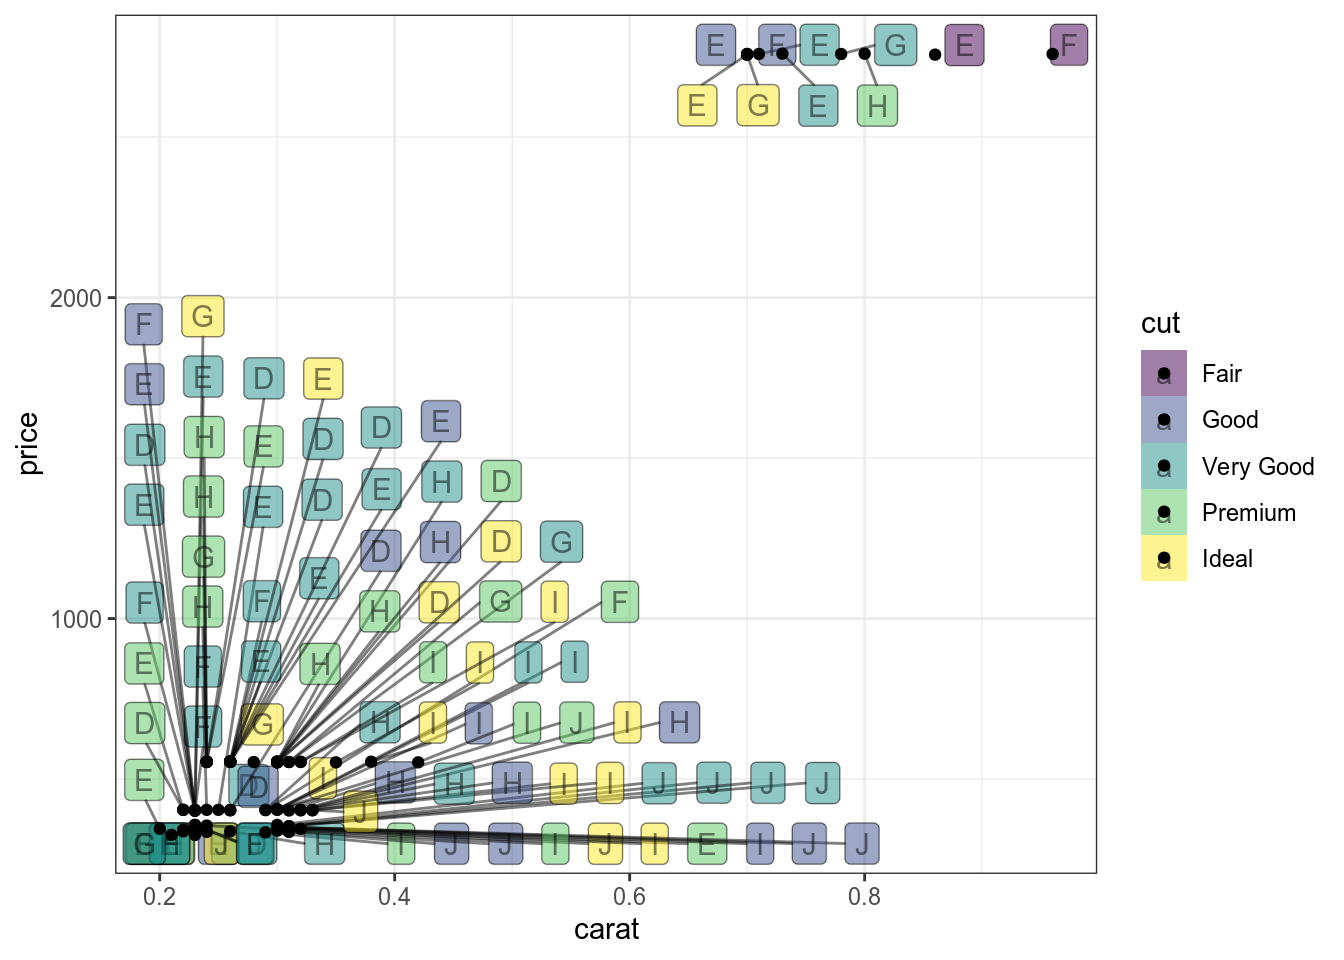 E F E G E F
E G E H
2000
F G
E E D E
D H E D D E
E H E D E H D
G E D H D G
F H F H D G I F
E F E H I I I I
D F G H I I I J I H
E D I H H H I I J J J J
J
G H J F H I J J I J I E I J J
1000
0.2 0.4 0.6 0.8
carat
price
cut
a Fair
a Good
a Very Good
a Premium
a Ideal